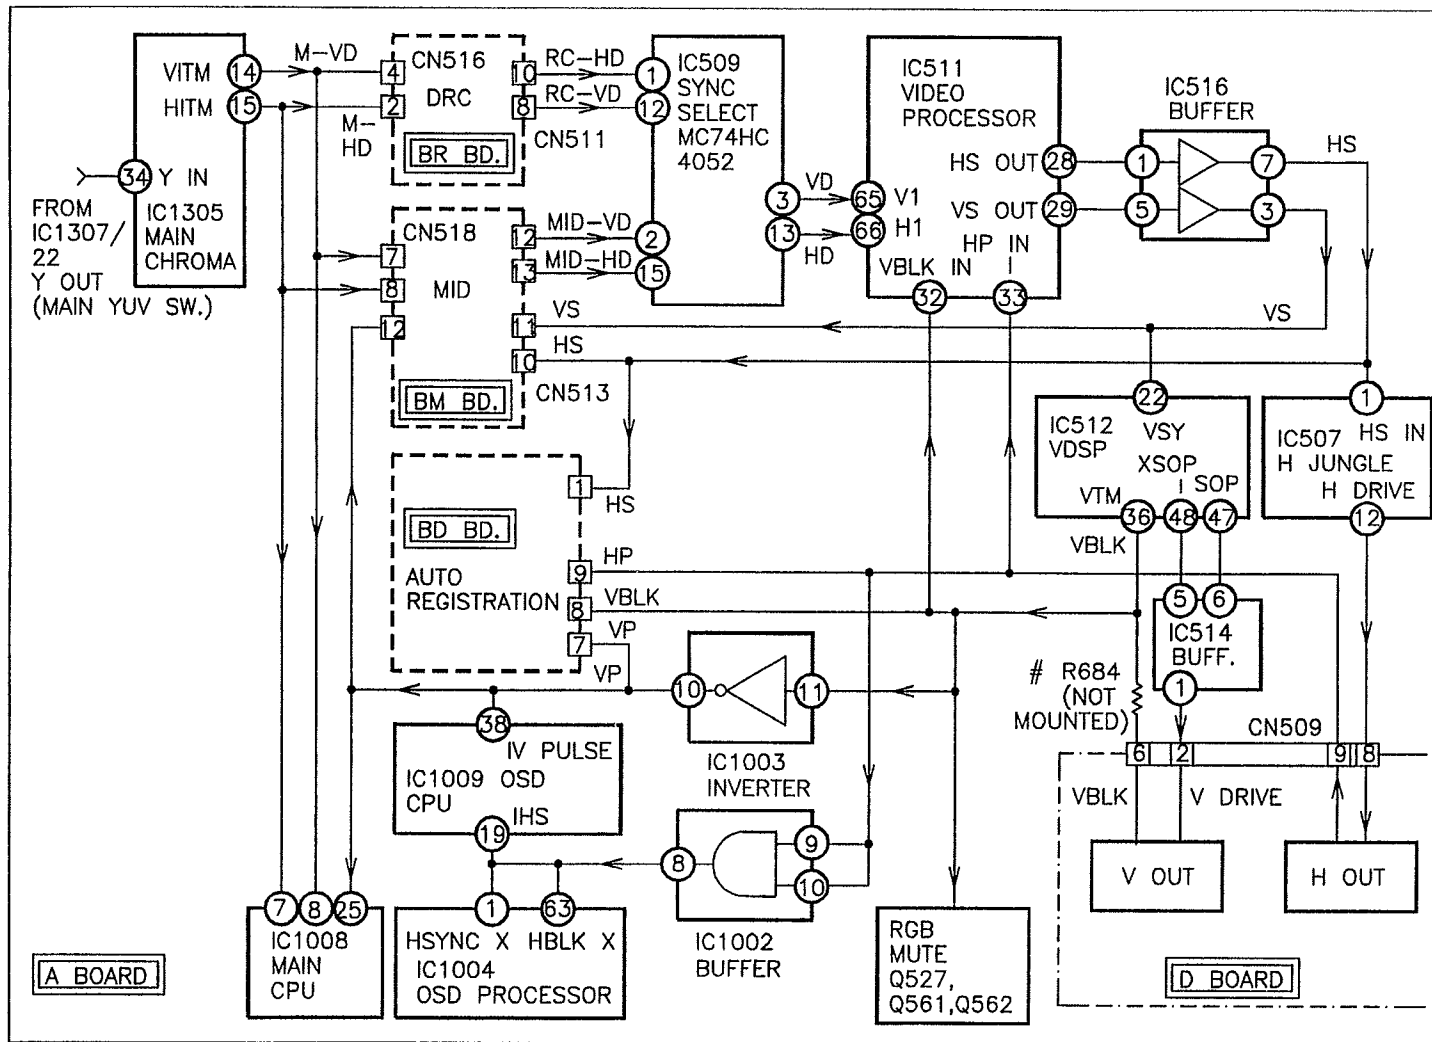 VITM
14
M-VD
HITM
15
M-
HD
34
Y IN
FROM
IC1307/
22
Y OUT
(MAIN YUV SW.)
IC1305
MAIN
CHROMA
4
CN516
10
RC-HD
2
DRC
8
RC-VD
BR BD.
CN511
1
12
IC509
SYNC
SELECT
MC74HC
4052
3
VD
13
HD
2
15
CN518
12
MID-VD
13
MID-HD
7
8
MID
12
11
VS
10
HS
BM BD.
CN513
IC511
VIDEO
PROCESSOR
HS OUT
28
VS OUT
29
65
V1
66
H1
HP IN
VBLK IN
32
33
IC516
BUFFER
1
7
HS
5
3
VS
22
IC512
VDSP
VSY
XSOP
SOP
VTM
36
48
47
VBLK
1
IC507
HS IN
H JUNGLE
H DRIVE
12
1
HS
BD BD.
AUTO
REGISTRATION
9
HP
8
VBLK
7
VP
VP
5
6
IC514
BUFF.
1
# R684
(NOT
MOUNTED)
10
11
IC1003
INVERTER
38
IV PULSE
IC1009 OSD
CPU
IHS
19
CN509
6
2
9
8
VBLK
V DRIVE
V OUT
H OUT
8
9
10
IC1002
BUFFER
7
8
25
IC1008
MAIN
CPU
1
63
HSYNC X
HBLK X
IC1004
OSD PROCESSOR
RGB
MUTE
Q527,
Q561,Q562
A BOARD
D BOARD